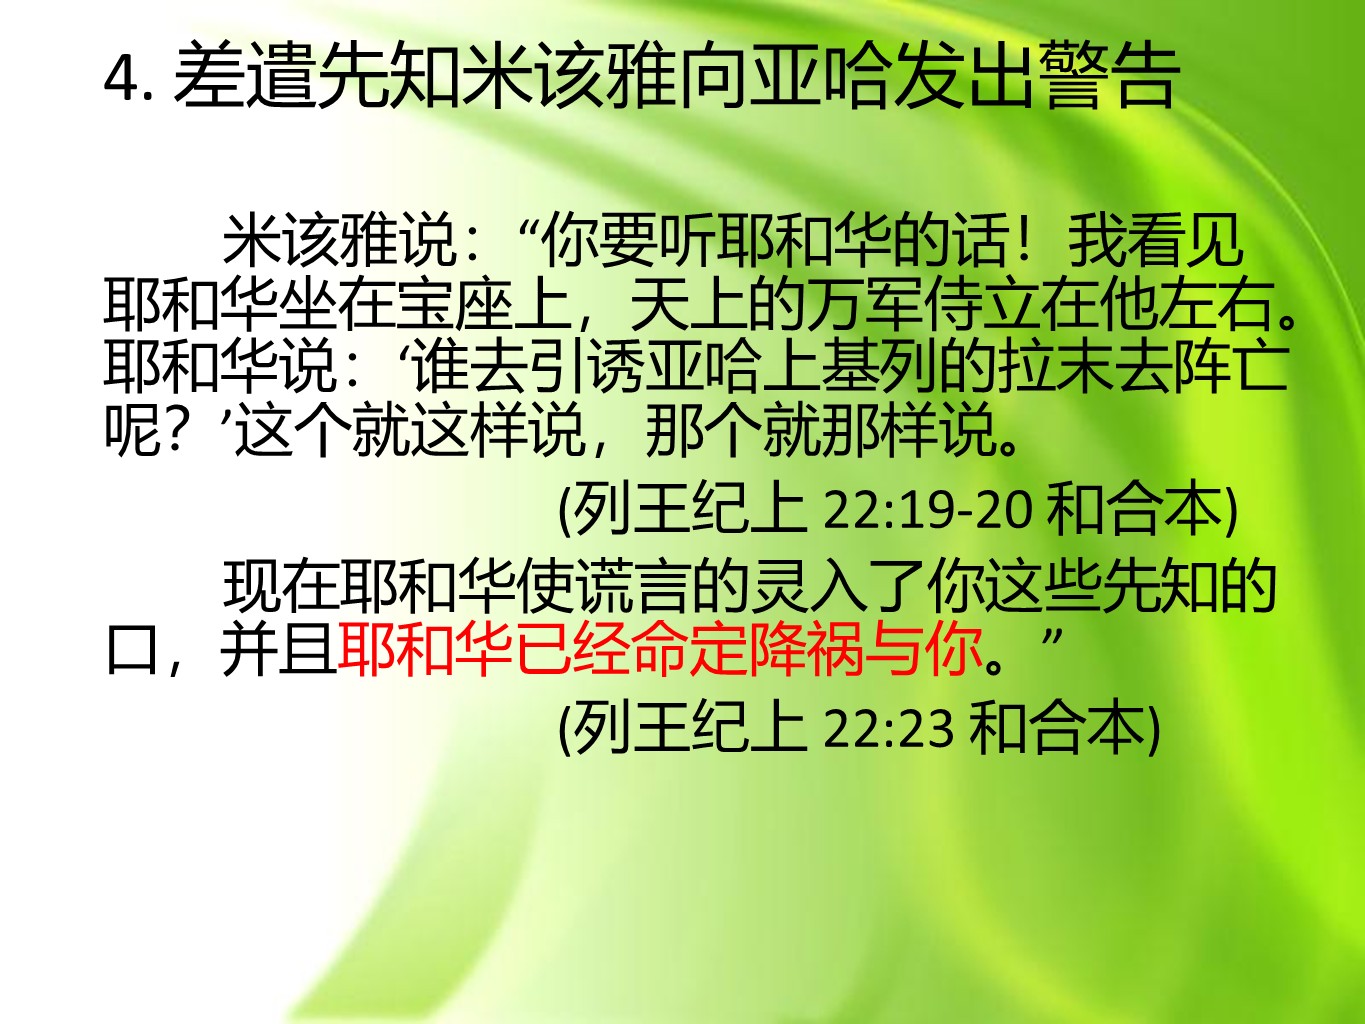 4. 差遣先知米该雅向亚哈发出警告
米该雅说：“你要听耶和华的话！我看见
耶和华坐在宝座上，天上的万军侍立在他左右。
耶和华说：‘谁去引诱亚哈上基列的拉末去阵亡
呢？’这个就这样说，那个就那样说。
(列王纪上 22:19-20 和合本)
现在耶和华使谎言的灵入了你这些先知的
口，并且耶和华已经命定降祸与你。”
(列王纪上 22:23 和合本)